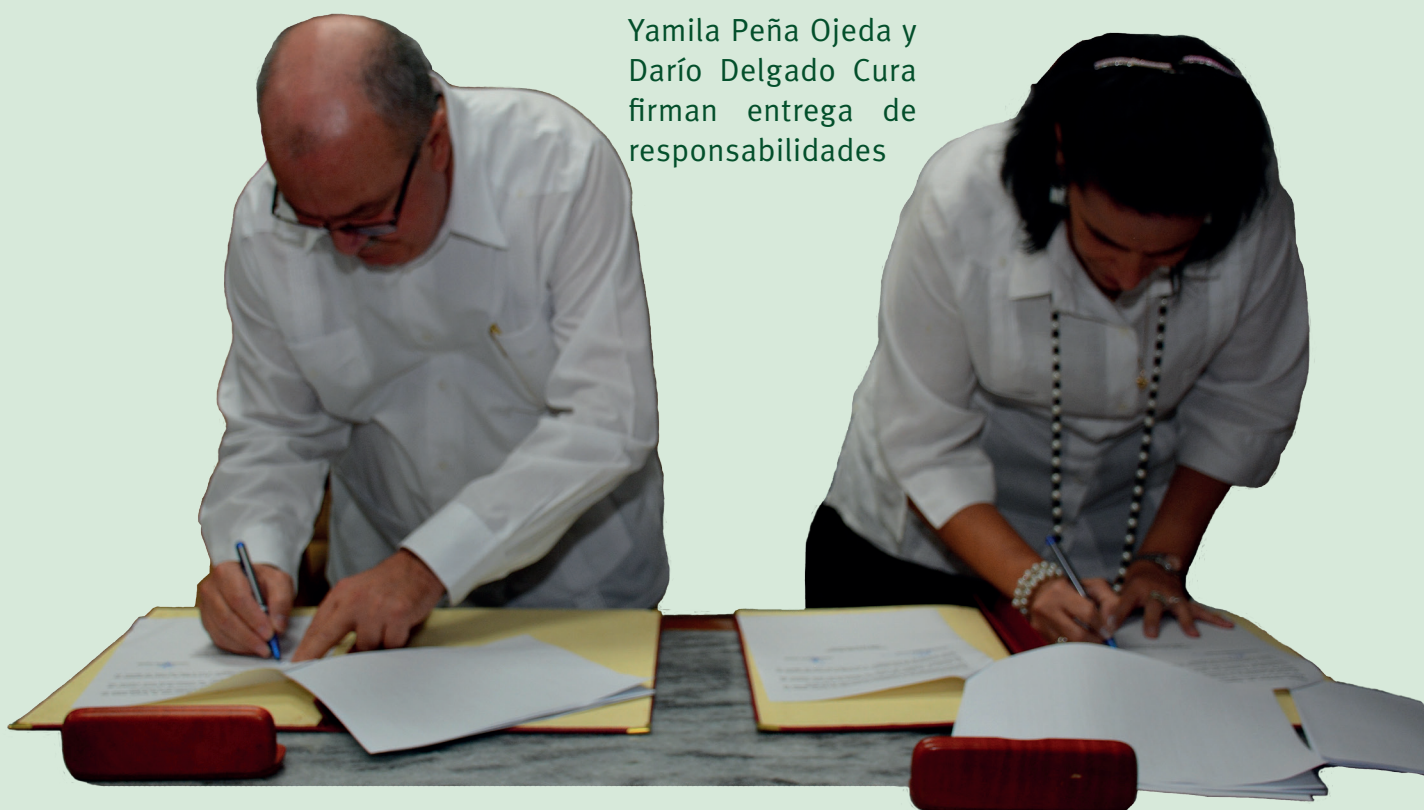 Yamila Peña Ojeda y
Darío Delgado Cura
firman entrega de
responsabilidades